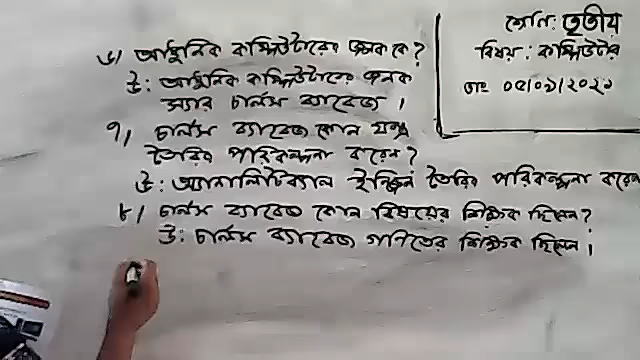 শ্রেণি: তৃতীয়
বিষয়: কম্পিউটার
তাং ০৫/০৯/২০২১
৬/ আধুনিক কম্পিউটারের জনক কে?
উ: আধুনিক কম্পিউটারের জনক
স্যার চার্লস ব্যাবেজ।
৭/ চার্লস ব্যাবেজ কোন যন্ত্র
তৈরির পরিকল্পনা করেন?
উ: অ্যানালিটিক্যাল ইঞ্জিন তৈরির পরিকল্পনা করেন
৮/ চার্লস ব্যাবেজ কোন বিষয়ের শিক্ষক ছিলেন?
উ: চার্লস ব্যাবেজ গণিতের শিক্ষক ছিলেন।